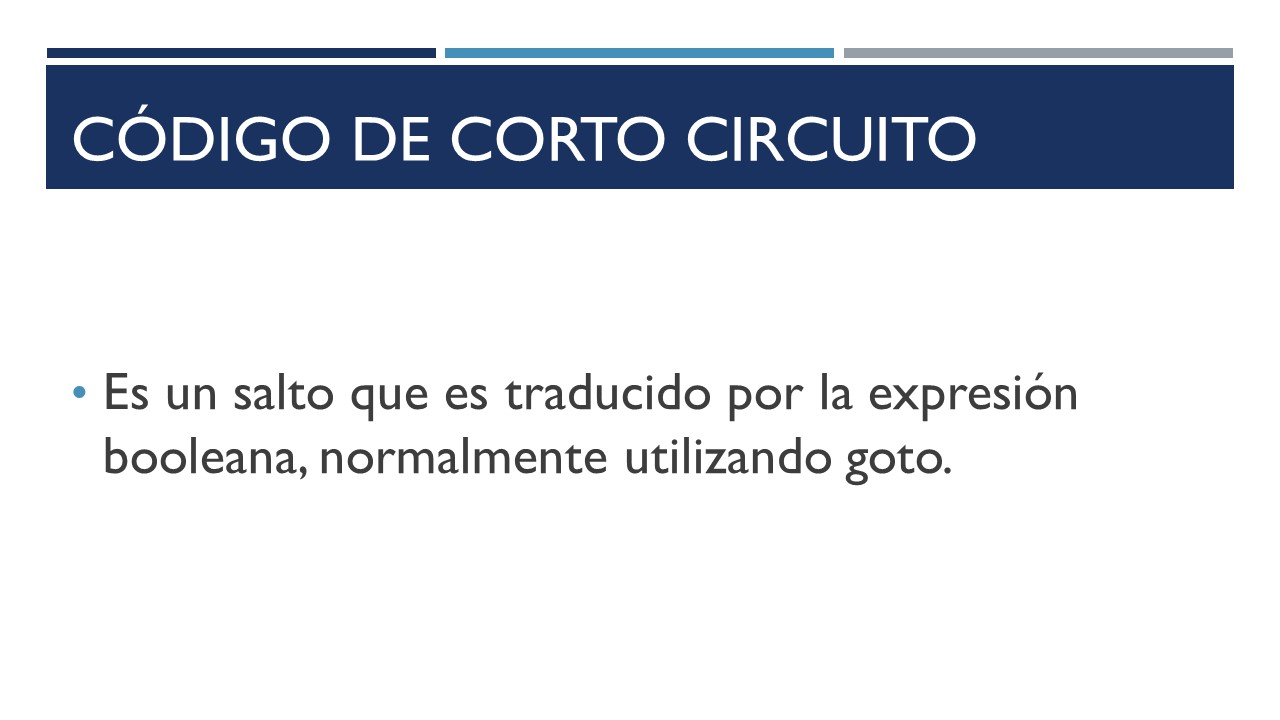 CÓDIGO DE CORTO CIRCUITO
• Es un salto que es traducido por la expresión
booleana, normalmente utilizando goto.